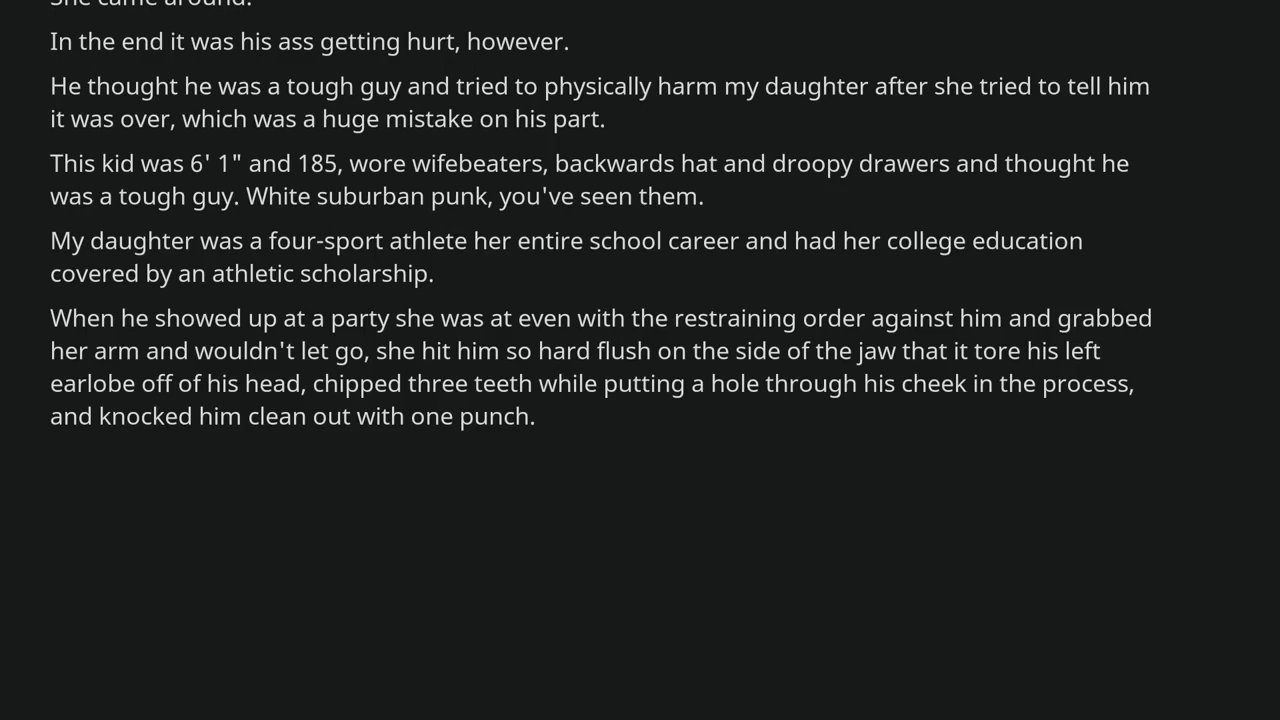 She came around.
In the end it was his ass getting hurt, however.
He thought he was a tough guy and tried to physically harm my daughter after she tried to tell him
it was over, which was a huge mistake on his part.
This kid was 6' 1" and 185, wore wifebeaters, backwards hat and droopy drawers and thought he
was a tough guy. White suburban punk, you've seen them.
My daughter was a four-sport athlete her entire school career and had her college education
covered by an athletic scholarship.
When he showed up at a party she was at even with the restraining order against him and grabbed
her arm and wouldn't let go, she hit him so hard flush on the side of the jaw that it tore his left
earlobe off of his head, chipped three teeth while putting a hole through his cheek in the process,
and knocked him clean out with one punch.